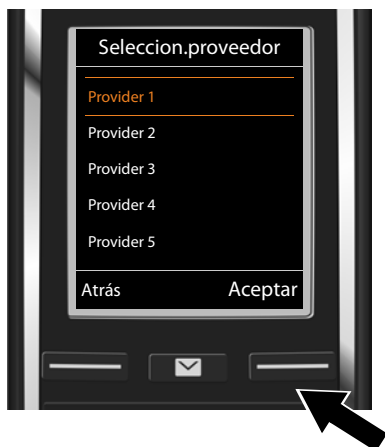 Seleccion.proveedor
Provider 1
Provider 2
Provider 3
Provider 4
Provider 5
Atrás Aceptar